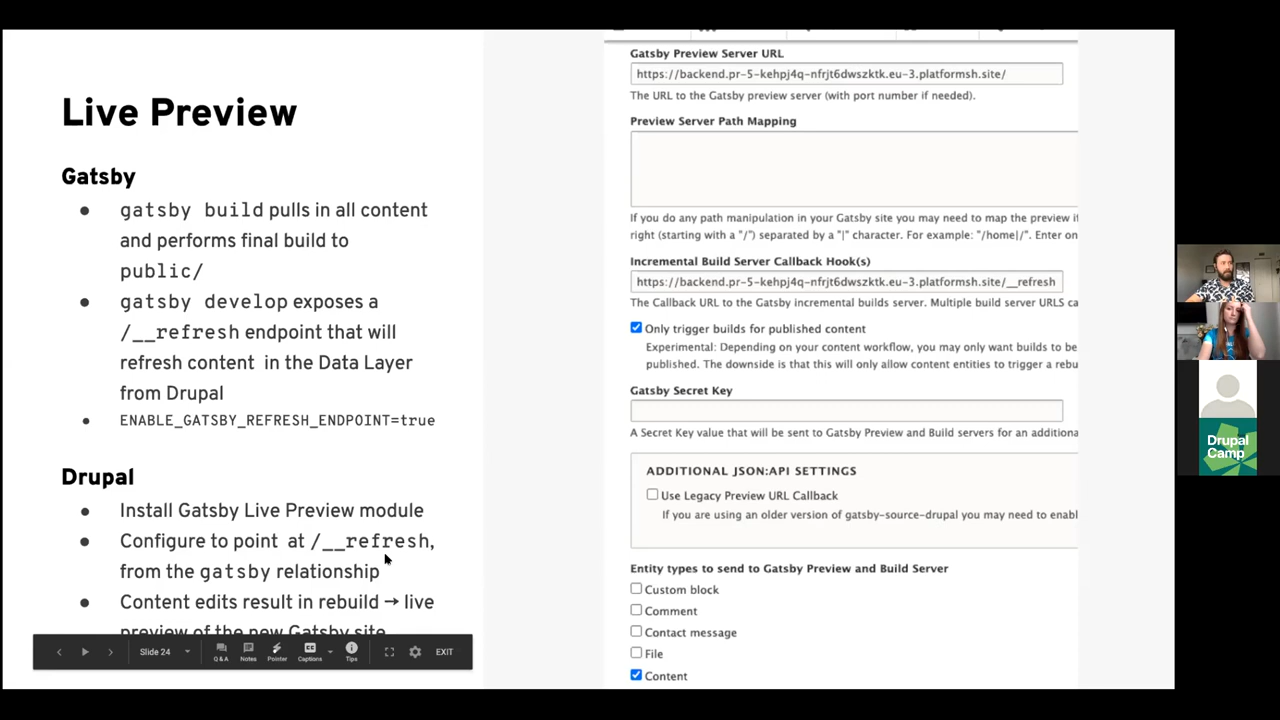 Live Preview
Gatsby
● gatsby build pulls in all content
and performs final build to
public/
● gatsby develop exposes a
/__refresh endpoint that will
refresh content in the Data Layer
from Drupal
● ENABLE_GATSBY_REFRESH_ENDPOINT=true
Drupal
● Install Gatsby Live Preview module
● Configure to point at /__refresh,
from the gatsby relationship
● Content edits result in rebuild → live
preview of the new Gatsby site
Slide 24
Q & A
Notes
Pointer
Captions
Tips
EXIT
Gatsby Preview Server URL
https://backend.pr-5-kehpj4q-nfrjt6dwszktk.eu-3.platformsh.site/
The URL to the Gatsby preview server (with port number if needed).
Preview Server Path Mapping
If you do any path manipulation in your Gatsby site you may need to map the preview
right (starting with a "/") separated by a "|" character. For example: "/home|/". Enter on
Incremental Build Server Callback Hook(s)
https://backend.pr-5-kehpj4q-nfrjt6dwszktk.eu-3.platformsh.site/__refresh
The Callback URL to the Gatsby incremental builds server. Multiple build server URLS ca
Only trigger builds for published content
Experimental: Depending on your content workflow, you may only want builds to be
published. The downside is that this will only allow content entities to trigger a rebu
Gatsby Secret Key
A Secret Key value that will be sent to Gatsby Preview and Build servers for an additiona
ADDITIONAL JSON:API SETTINGS
Use Legacy Preview URL Callback
If you are using an older version of gatsby-source-drupal you may need to enabl
Entity types to send to Gatsby Preview and Build Server
Custom block
Comment
Contact message
File
Content
Drupal
Camp